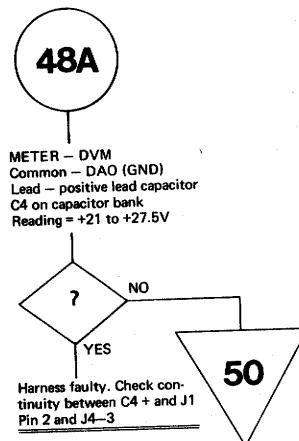 48A
METER – DVM
Common – DAO (GND)
Lead – positive lead capacitor
C4 on capacitor bank
Reading = +21 to +27.5V
?
NO
YES
50
Harness faulty. Check con-
tinuity between C4 + and J1
Pin 2 and J4–3